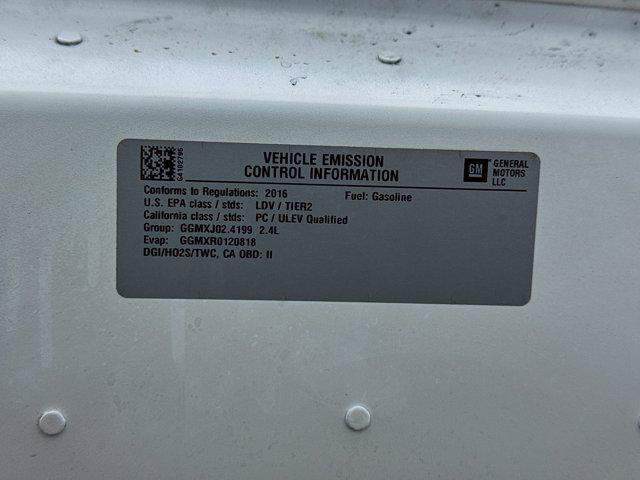 VEHICLE EMISSION
CONTROL INFORMATION
GM GENERAL MOTORS LLC
Conforms to Regulations: 2016 Fuel: Gasoline
U.S. EPA class / stds: LDV / TIER2
California class / stds: PC / ULEV Qualified
Group: GGMXJ02.4199 2.4L
Evap: GGMXR0120818
DGI/HO2S/TWC, CA OBD: II